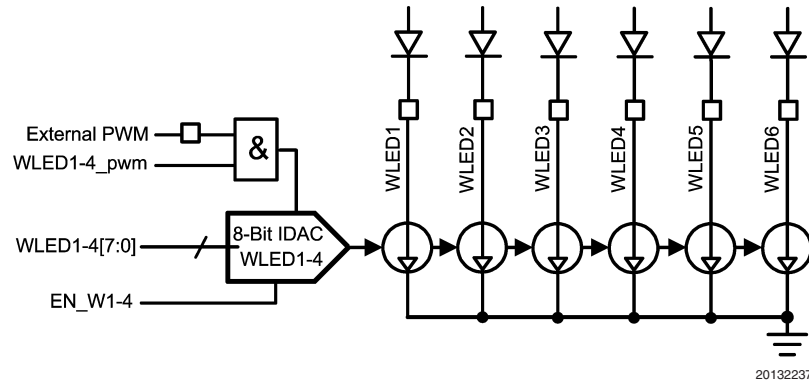 External PWM
WLED1-4_pwm
&
WLED1-4[7:0]
8-Bit IDAC
WLED1-4
EN_W1-4
WLED1
WLED2
WLED3
WLED4
WLED5
WLED6
20132237